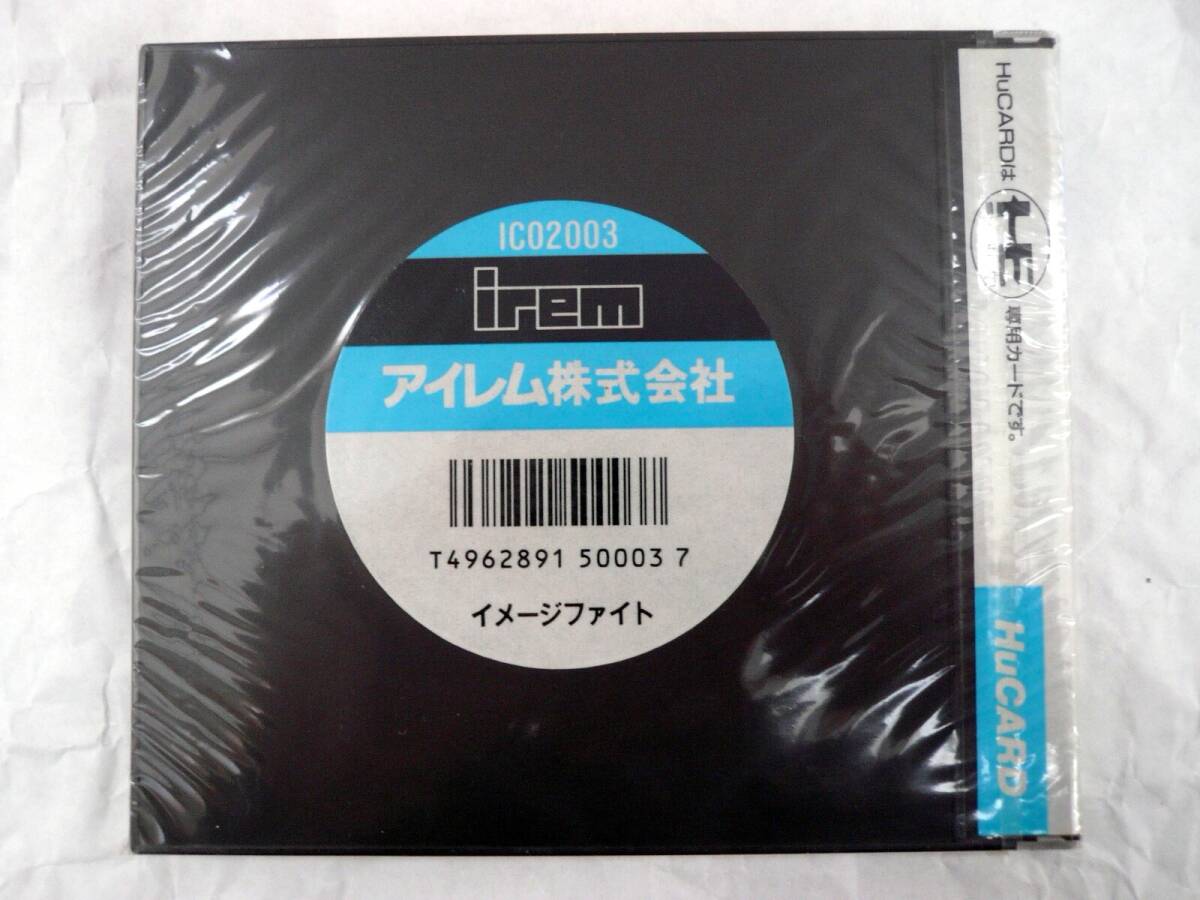 IC02003
irem
アイレム株式会社
T4962891 50003 7
イメージファイト
HuCARDは
専用カードです。
HuCARD